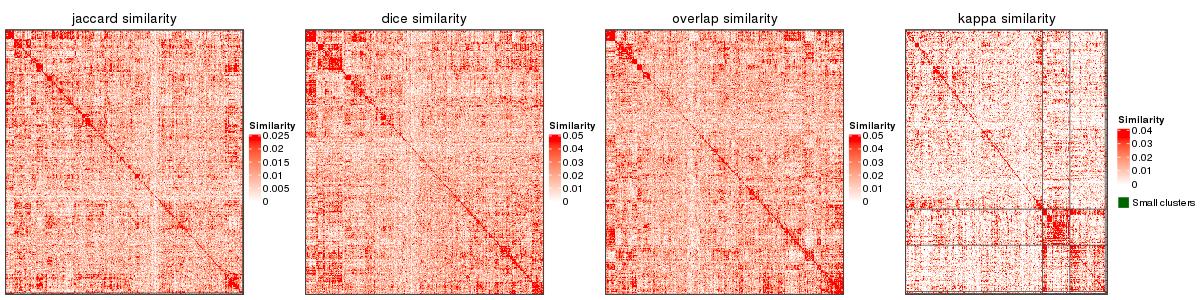 jaccard similarity
Similarity
0.025
0.02
0.015
0.01
0.005
0
dice similarity
Similarity
0.05
0.04
0.03
0.02
0.01
0
overlap similarity
Similarity
0.05
0.04
0.03
0.02
0.01
0
kappa similarity
Similarity
0.04
0.03
0.02
0.01
0
Small clusters